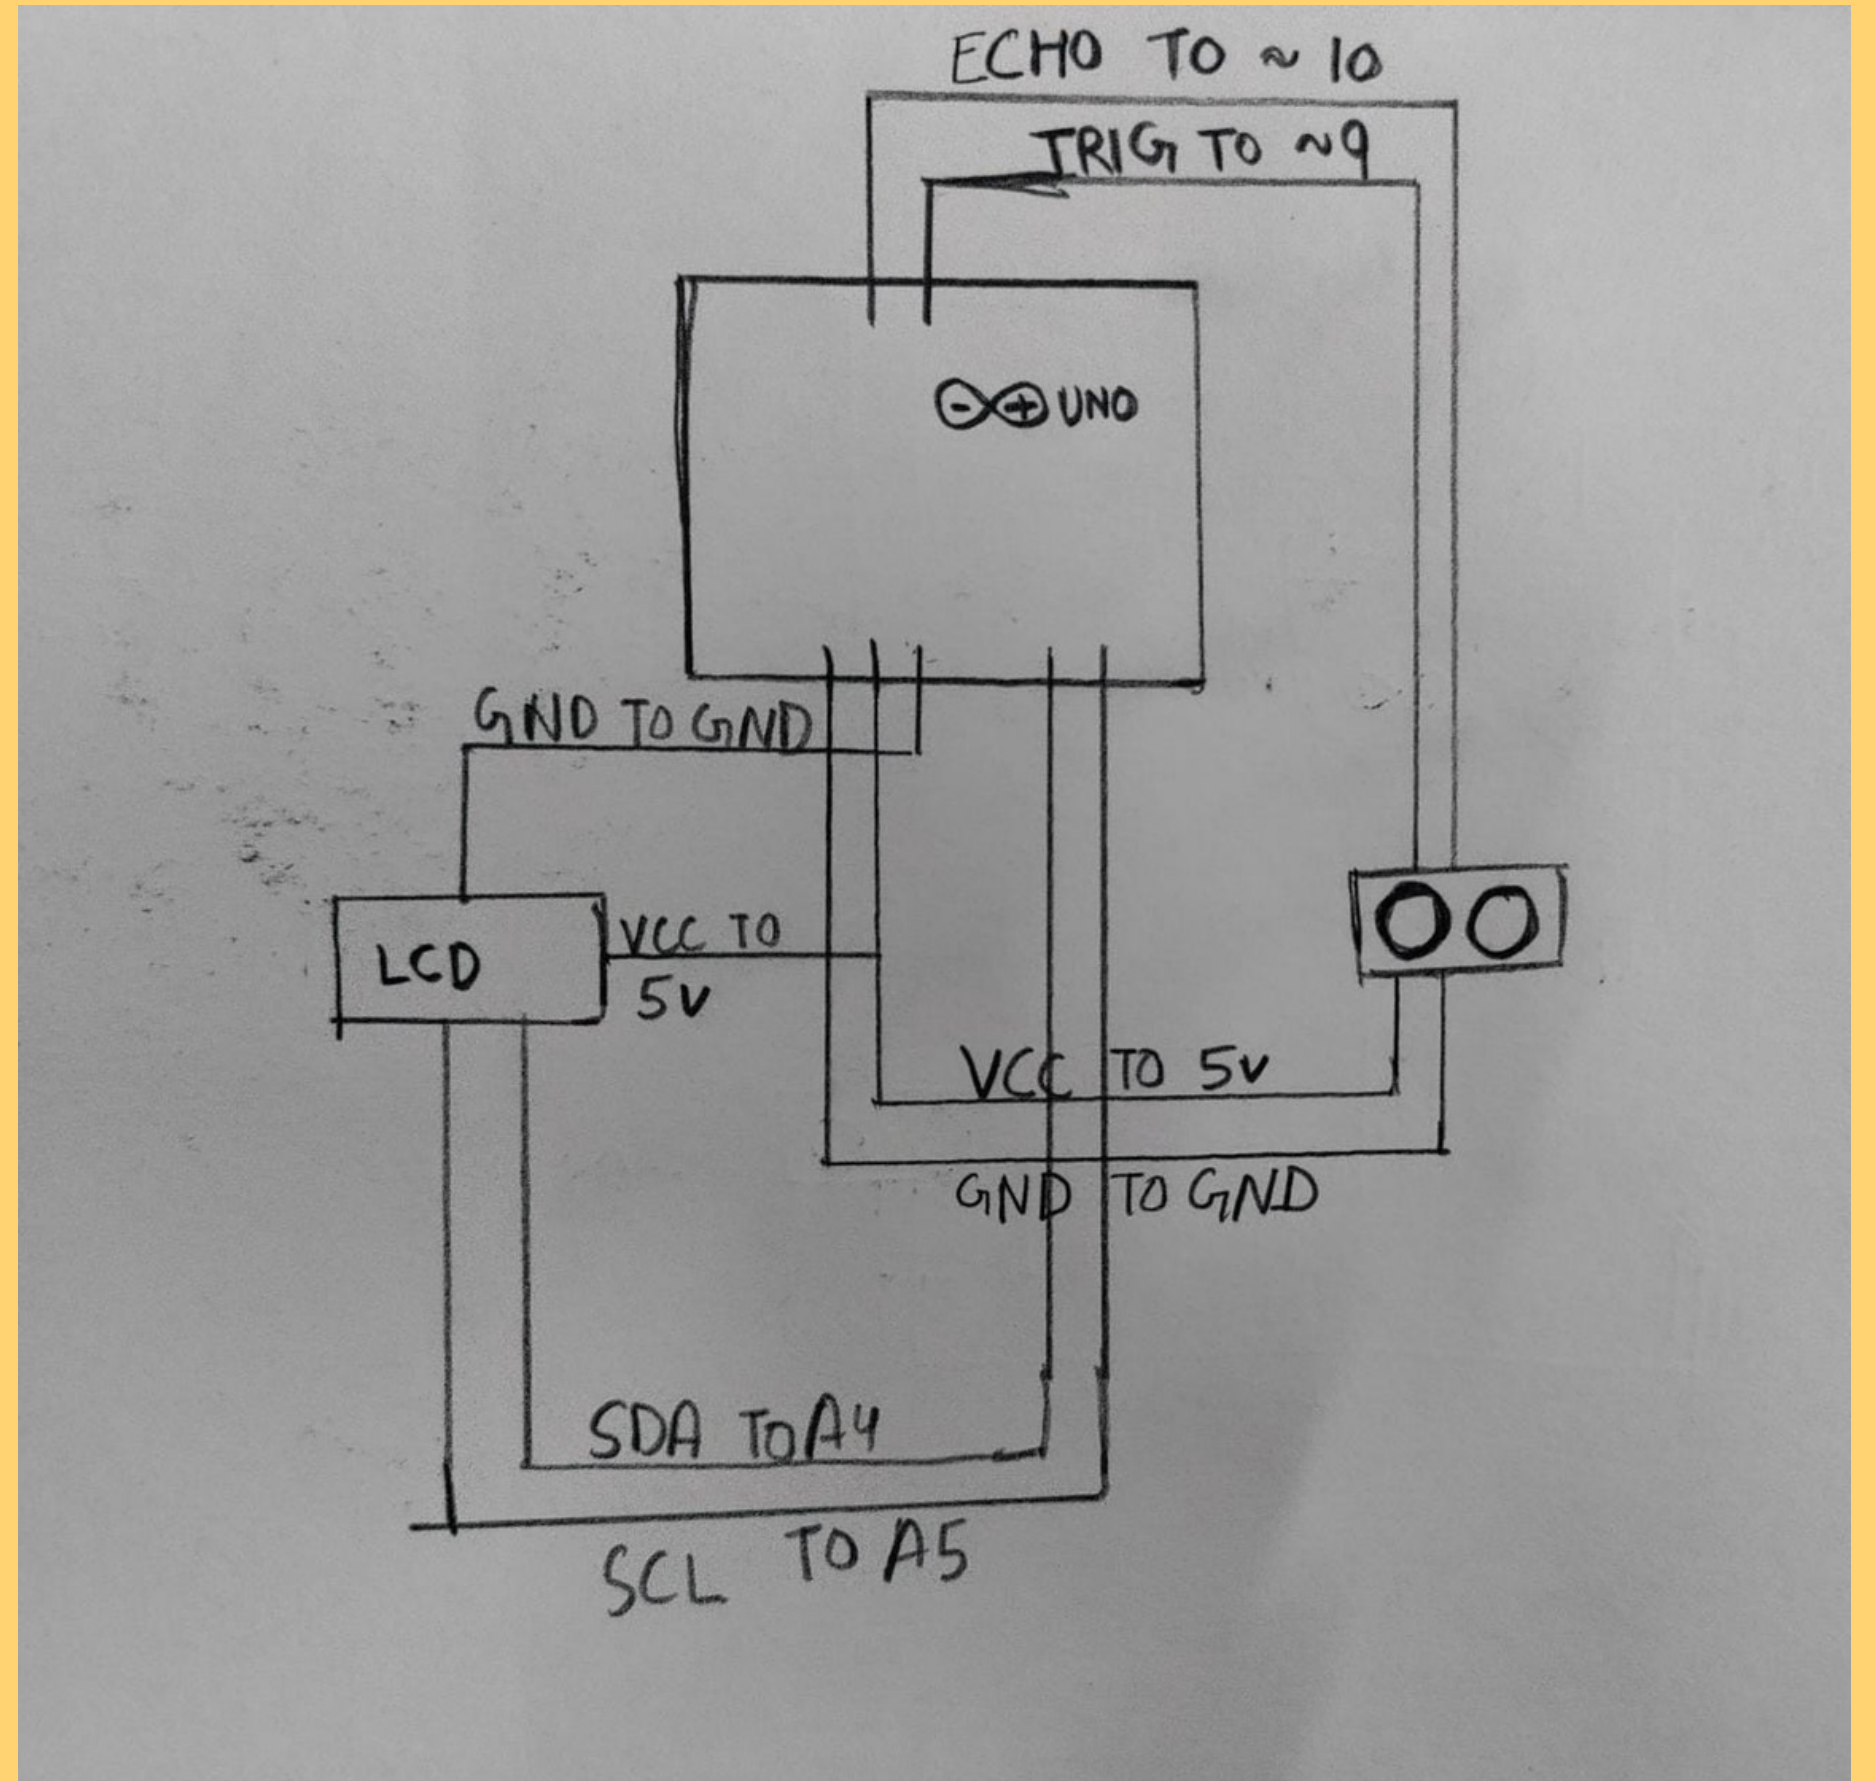 ECHO TO ~ 10
TRIG TO ~9
UNO
GND TO GND
LCD
VCC TO
5V
VCC TO 5V
GND TO GND
SDA TO A4
SCL TO A5